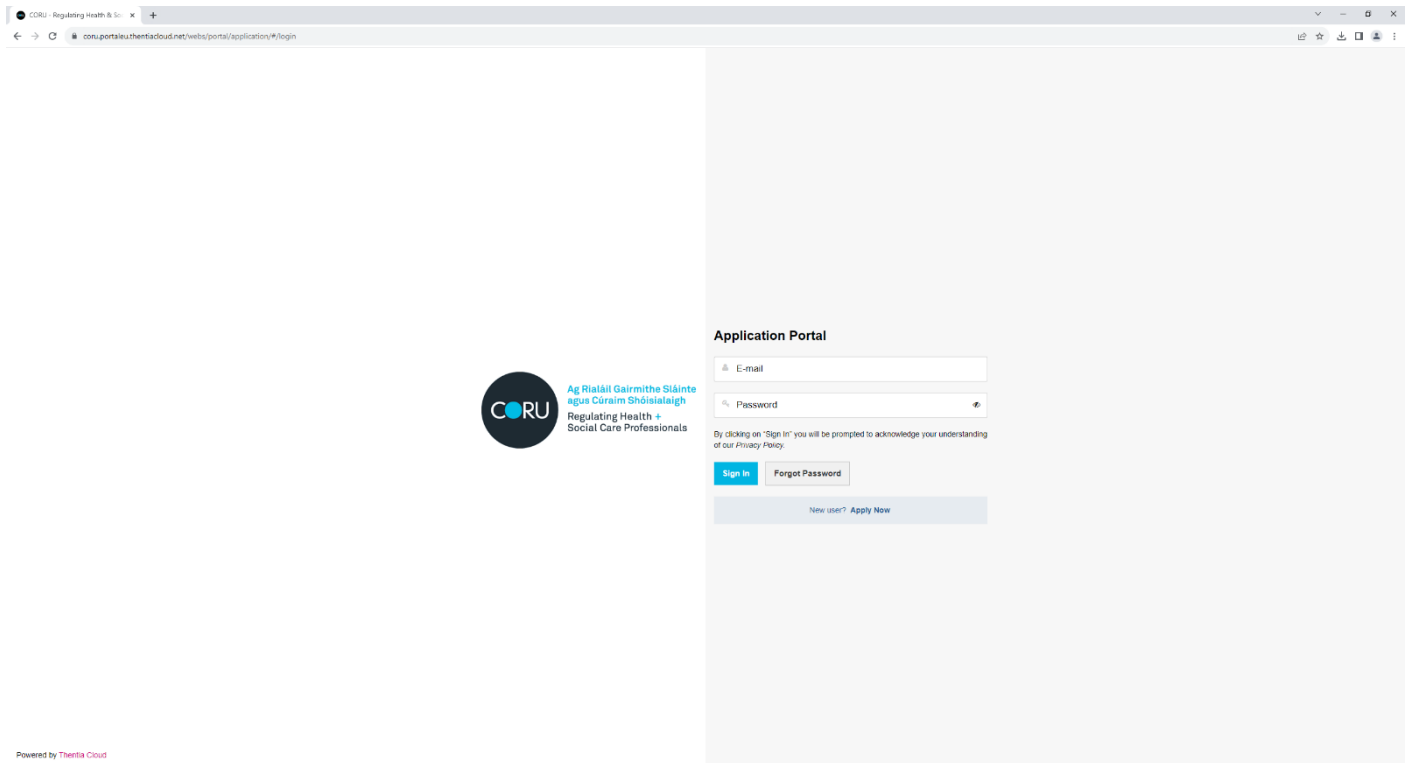 CORU - Regulating Health & So
coru.portaleu.thentiacloud.net/webs/portal/application/#/login
Application Portal
E-mail
CORU
Ag Rialáil Gairmithe Sláinte
agus Cúraim Shóisialaigh
Regulating Health +
Social Care Professionals
Password
By clicking on "Sign In" you will be prompted to acknowledge your understanding
of our Privacy Policy.
Sign In
Forgot Password
New user? Apply Now
Powered by Thentia Cloud